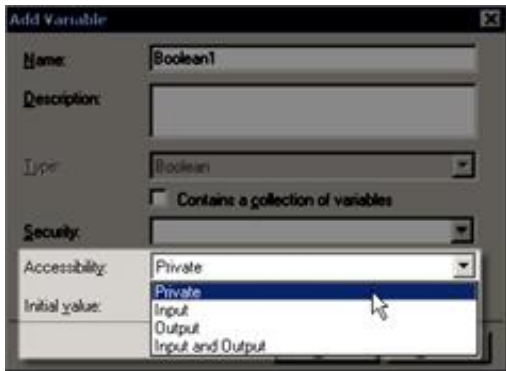 Add Variable
Name: Boolean1
Description:
Type: Boolean
Contains a collection of variables
Security:
Accessibility: Private
Initial value: Private
Input
Output
Input and Output